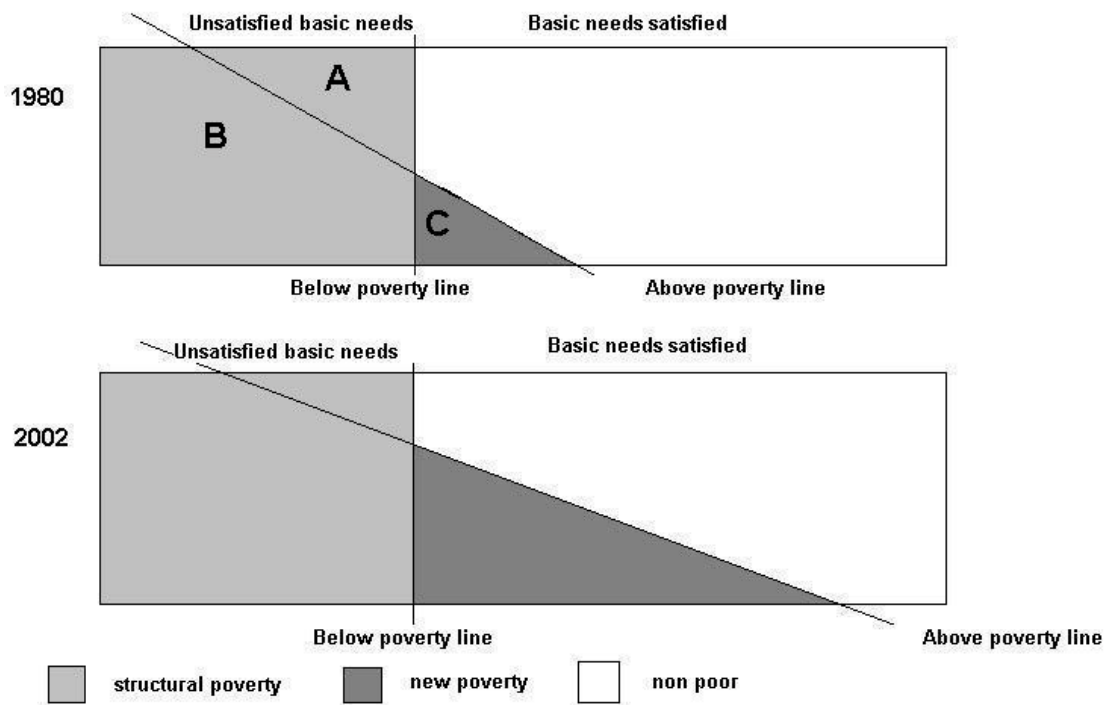 Unsatisfied basic needs
Basic needs satisfied
1980
A
B
C
Below poverty line
Above poverty line
Unsatisfied basic needs
Basic needs satisfied
2002
Below poverty line
Above poverty line
structural poverty
new poverty
non poor